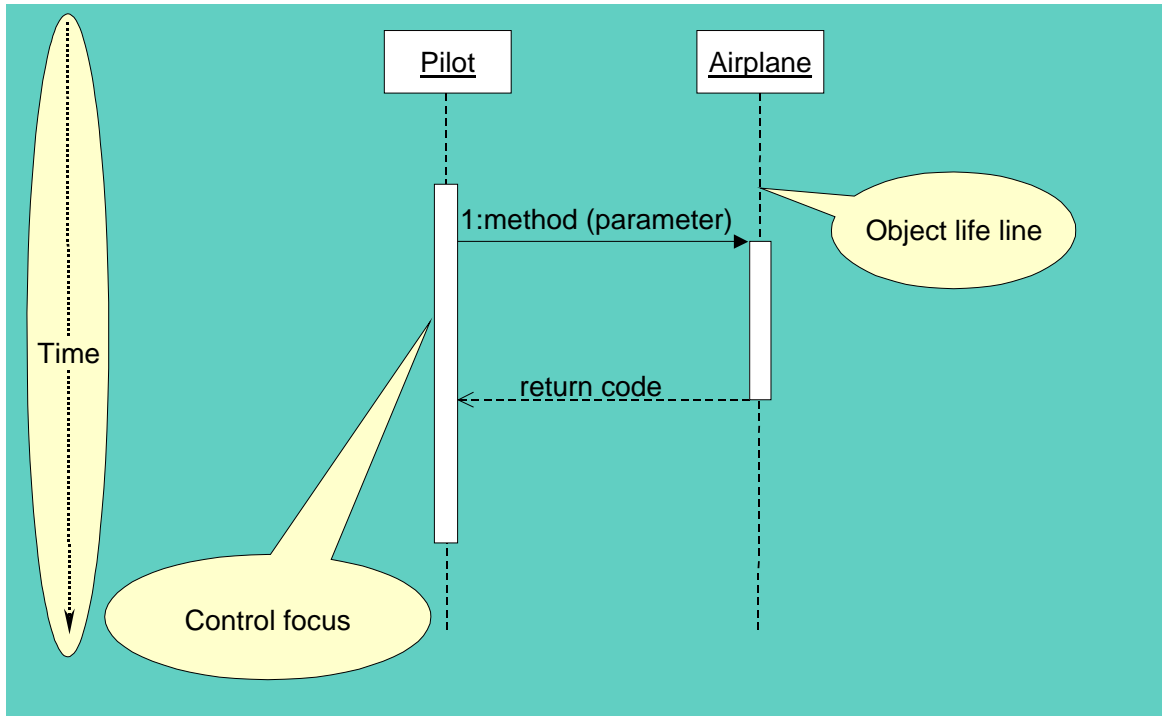 Pilot
Airplane
1:method (parameter)
Object life line
Time
return code
Control focus